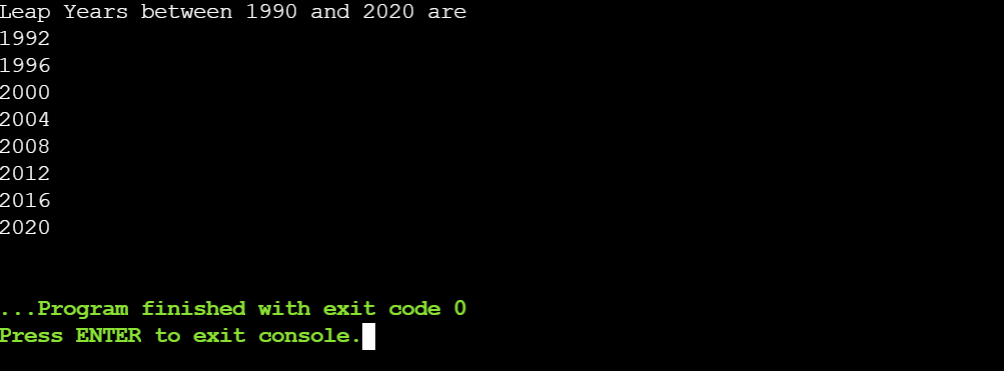 Leap Years between 1990 and 2020 are
1992
1996
2000
2004
2008
2012
2016
2020
...Program finished with exit code 0
Press ENTER to exit console.